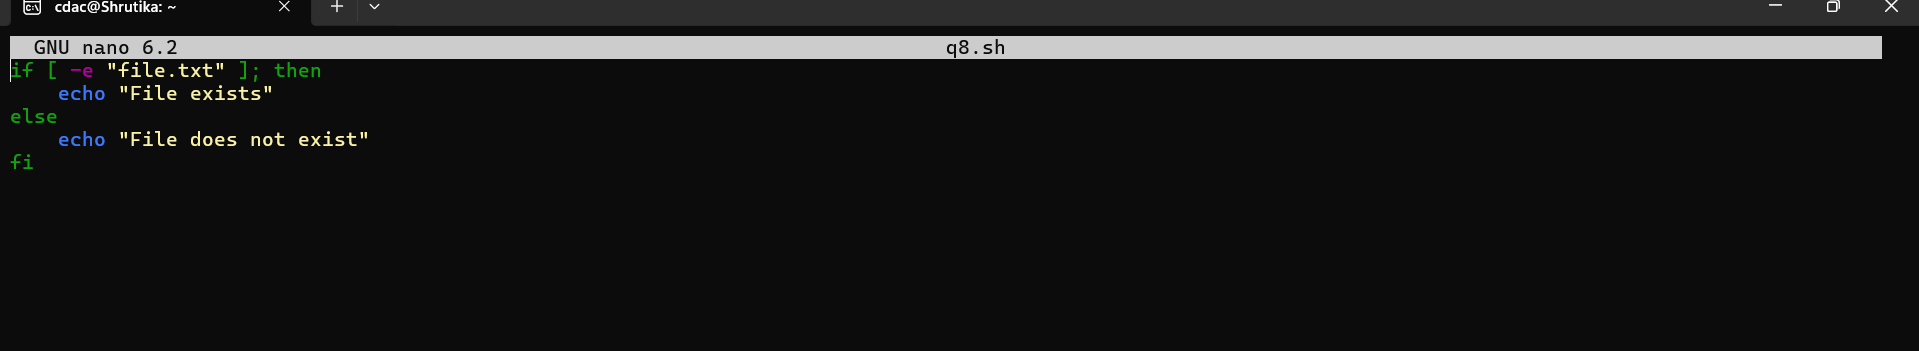 cdac@Shrutika: ~
GNU nano 6.2 q8.sh
if [ -e "file.txt" ]; then
    echo "File exists"
else
    echo "File does not exist"
fi